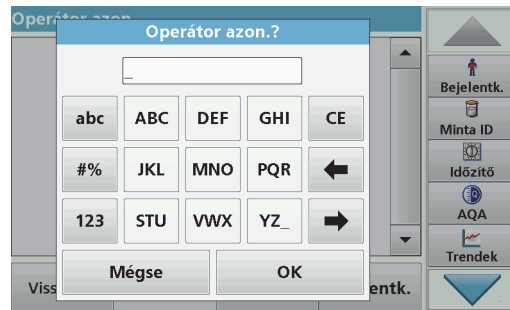 Operátor azon.
Operátor azon.?
_
abc ABC DEF GHI CE
#% JKL MNO PQR
123 STU VWX YZ_
Mégse OK
Viss entk.
Bejelentk.
Minta ID
Időzítő
AQA
Trendek